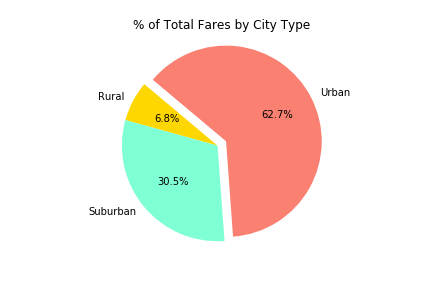 % of Total Fares by City Type
Urban
Rural
6.8%
62.7%
30.5%
Suburban